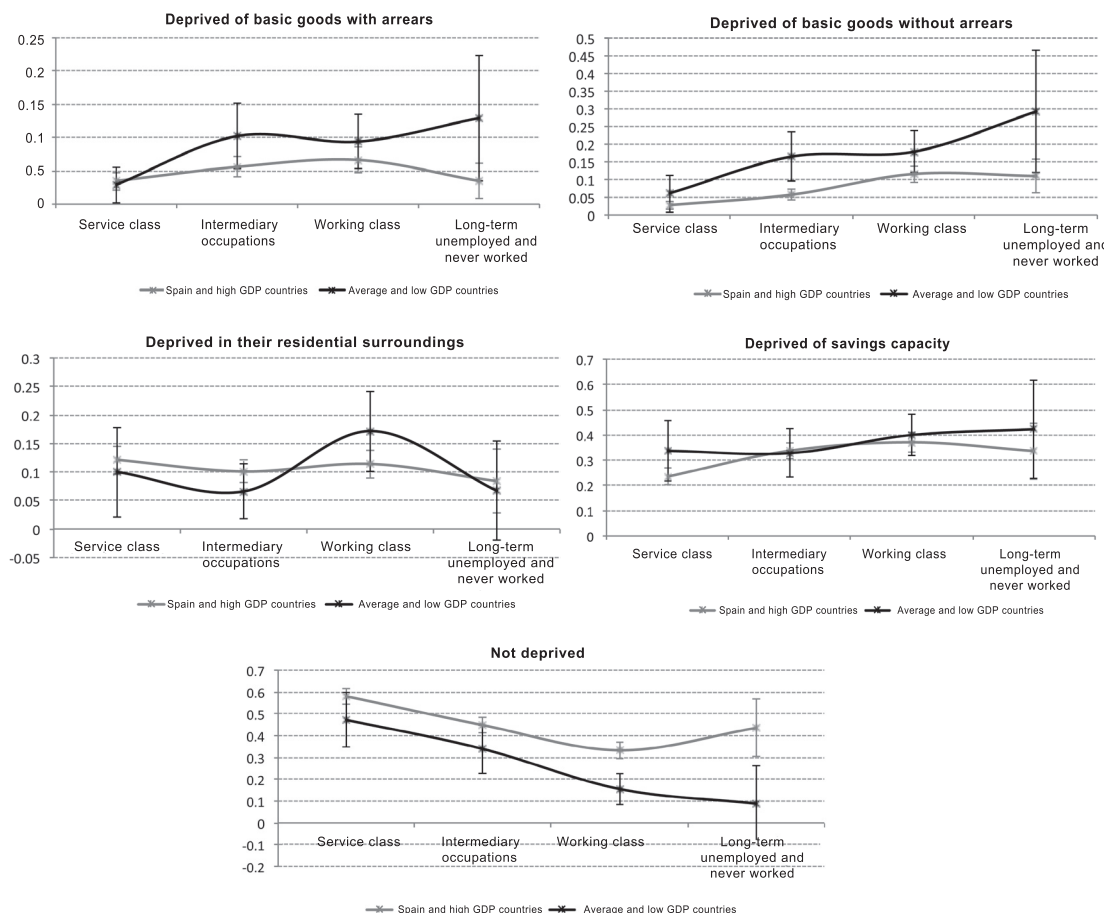 Deprived of basic goods with arrears
0.25
0.2
0.15
0.1
0.5
0
Service class
Intermediary
occupations
Working class
Long-term
unemployed and
never worked
Spain and high GDP countries
Average and low GDP countries
Deprived of basic goods without arrears
0.5
0.45
0.4
0.35
0.3
0.25
0.2
0.15
0.1
0.05
0
Service class
Intermediary
occupations
Working class
Long-term
unemployed and
never worked
Spain and high GDP countries
Average and low GDP countries
Deprived in their residential surroundings
0.3
0.25
0.2
0.15
0.1
0.05
0
-0.05
Service class
Intermediary
occupations
Working class
Long-term
unemployed and
never worked
Spain and high GDP countries
Average and low GDP countries
Deprived of savings capacity
0.7
0.6
0.5
0.4
0.3
0.2
0.1
0
Service class
Intermediary
occupations
Working class
Long-term
unemployed and
never worked
Spain and high GDP countries
Average and low GDP countries
Not deprived
0.7
0.6
0.5
0.4
0.3
0.2
0.1
0
-0.1
-0.2
Service class
Intermediary
occupations
Working class
Long-term
unemployed and
never worked
Spain and high GDP countries
Average and low GDP countries